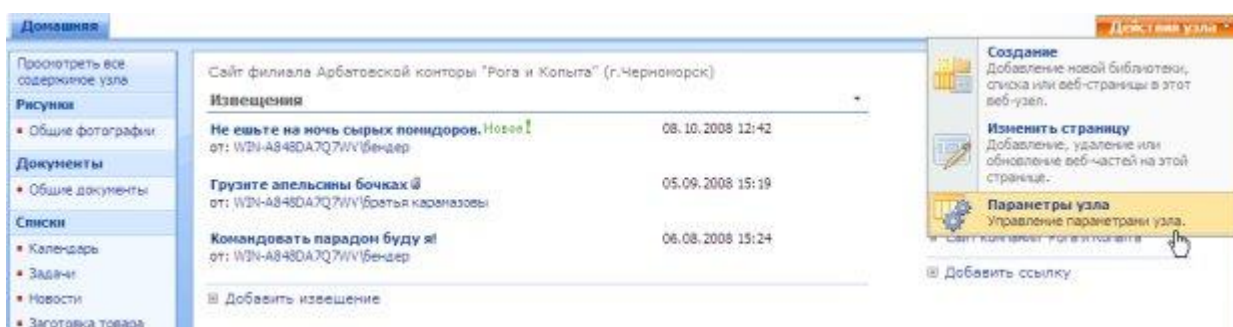 Домашняя
Действия узла
Просмотреть все
содержимое узла
Рисунки
Общие фотографии
Документы
Общие документы
Списки
Календарь
Задачи
Новости
Заготовка товара
Сайт филиала Арбатовской конторы "Рога и Копыта" (г.Черноморск)
Извещения
Не ешьте на ночь сырых помидоров. Новое!
08.10.2008 12:42
от: WIN-A848DA7Q7WV\бендер
Грузите апельсины бочках
05.09.2008 15:19
от: WIN-A848DA7Q7WV\братья карамазовы
Командовать парадом буду я!
06.08.2008 15:24
от: WIN-A848DA7Q7WV\бендер
Добавить извещение
Создание
Добавление новой библиотеки,
списка или веб-страницы в этот
веб-узел.
Изменить страницу
Добавление, удаление или
обновление веб-частей на этой
странице.
Параметры узла
Управление параметрами узла.
Сайт компании "Рога и Копыта"
Добавить ссылку